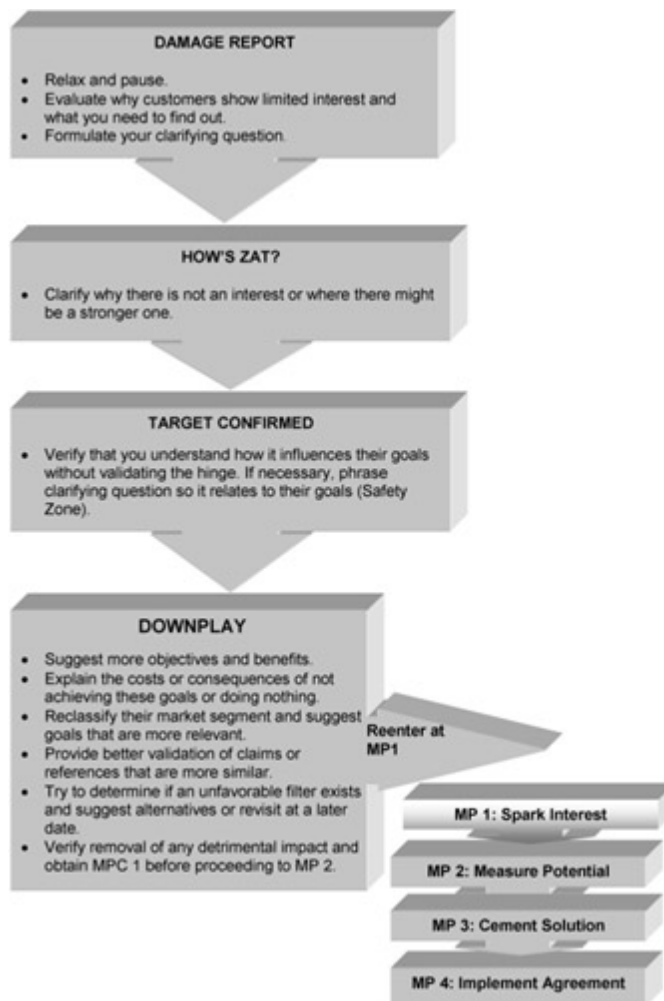 DAMAGE REPORT
• Relax and pause.
• Evaluate why customers show limited interest and
what you need to find out.
• Formulate your clarifying question.
HOW'S ZAT?
• Clarify why there is not an interest or where there might
be a stronger one.
TARGET CONFIRMED
• Verify that you understand how it influences their goals
without validating the hinge. If necessary, phrase
clarifying question so it relates to their goals (Safety
Zone).
DOWNPLAY
• Suggest more objectives and benefits.
• Explain the costs or consequences of not
achieving these goals or doing nothing.
• Reclassify their market segment and suggest
goals that are more relevant.
• Provide better validation of claims or
references that are more similar.
• Try to determine if an unfavorable filter exists
and suggest alternatives or revisit at a later
date.
• Verify removal of any detrimental impact and
obtain MPC 1 before proceeding to MP 2.
Reenter at
MP1
MP 1: Spark Interest
MP 2: Measure Potential
MP 3: Cement Solution
MP 4: Implement Agreement